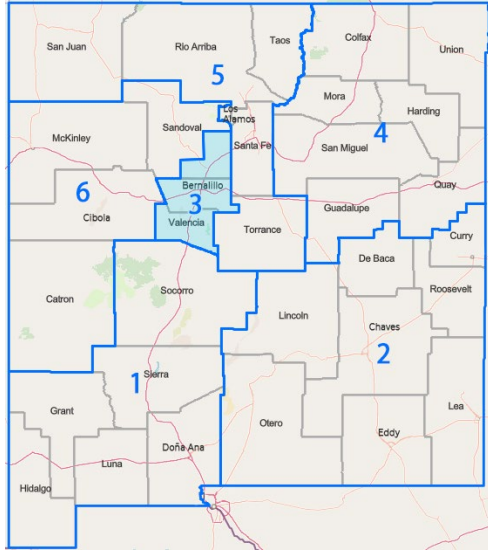 San Juan
Rio Arriba
Taos
Colfax
Union
5
Mora
Harding
Los
Alamos
Sandoval
McKinley
Santa Fe
4
San Miguel
Bernalillo
Quay
6
3
Guadalupe
Cibola
Valencia
Torrance
Curry
De Baca
Socorro
Roosevelt
Catron
Lincoln
Chaves
2
1
Sierra
Grant
Lea
Otero
Eddy
Doña Ana
Luna
Hidalgo